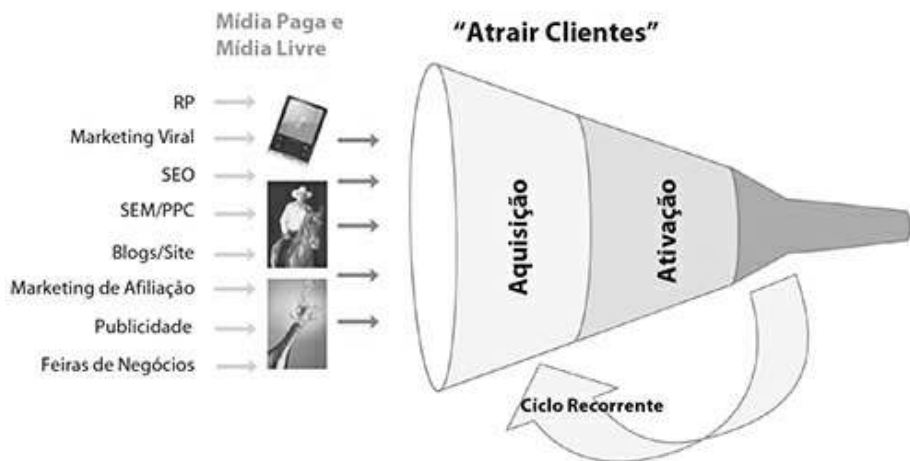 Mídia Paga e
Mídia Livre
“Atrair Clientes”
RP
Marketing Viral
SEO
SEM/PPC
Blogs/Site
Marketing de Afiliação
Publicidade
Feiras de Negócios
Aquisição
Ativação
Ciclo Recorrente